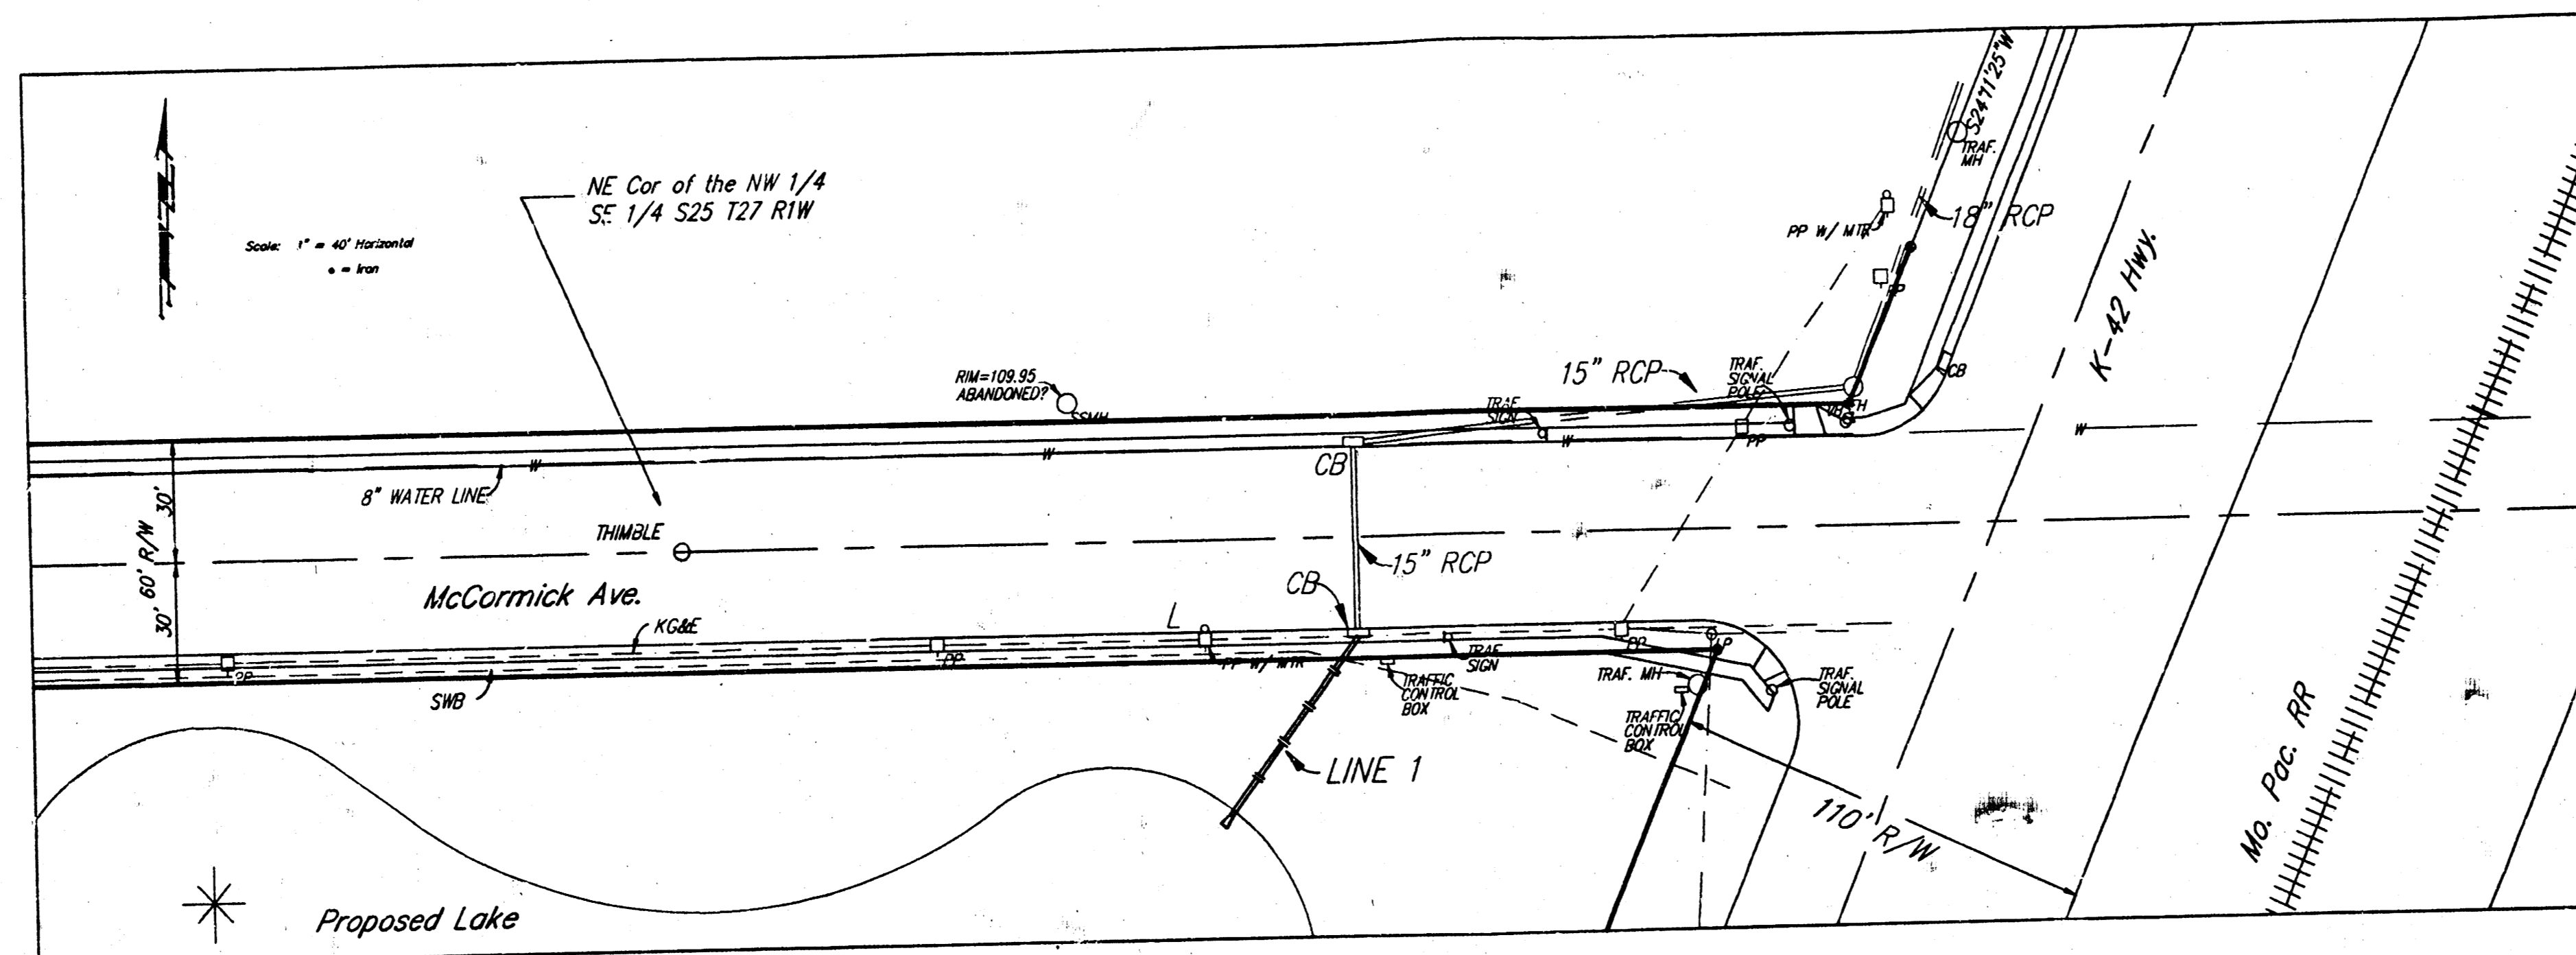 S24°11'25"W
TRAF.
MH
NE Cor of the NW 1/4
SE 1/4 S25 T27 R1W
Scale: 1" = 40' Horizontal
• = Iron
18" RCP
PP W/ MTR
PP
K-42 Hwy.
RIM=109.95
ABANDONED?
SSMH
15" RCP
TRAF.
SIGNAL
POLE
TRAF.
SIGN
CB
W
W
W
W
PP
CB
8" WATER LINE
30'
60' R/W
30'
THIMBLE
15" RCP
McCormick Ave.
CB
L
KG&E
PP
PP
PP W/ MTR
SWB
TRAF.
SIGN
TRAFFIC
CONTROL
BOX
PP
LP
TRAF. MH
TRAF.
SIGNAL
POLE
TRAFFIC
CONTROL
BOX
LINE 1
110' R/W
Mo. Pac. RR
Proposed Lake